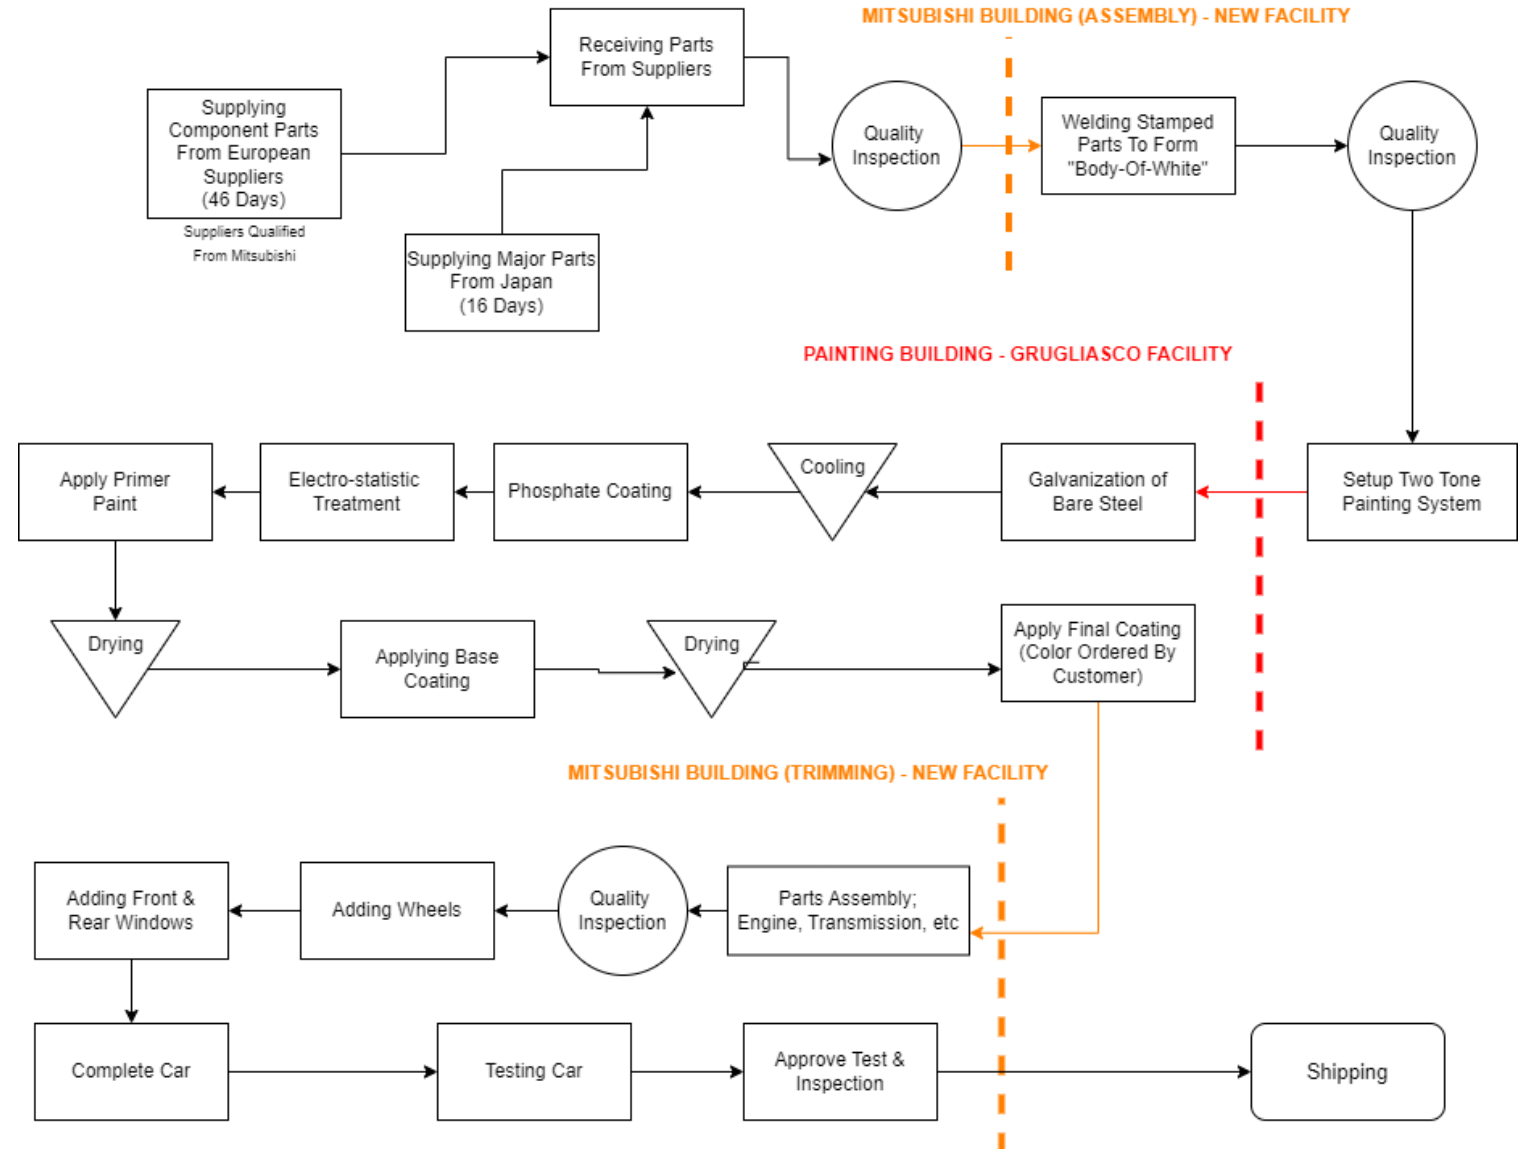 MITSUBISHI BUILDING (ASSEMBLY) - NEW FACILITY
Receiving Parts
From Suppliers
Supplying
Component Parts
From European
Suppliers
(46 Days)
Suppliers Qualified
From Mitsubishi
Supplying Major Parts
From Japan
(16 Days)
Quality
Inspection
Welding Stamped
Parts To Form
"Body-Of-White"
Quality
Inspection
PAINTING BUILDING - GRUGLIASCO FACILITY
Setup Two Tone
Painting System
Galvanization of
Bare Steel
Cooling
Phosphate Coating
Electro-statistic
Treatment
Apply Primer
Paint
Drying
Applying Base
Coating
Drying
Apply Final Coating
(Color Ordered By
Customer)
MITSUBISHI BUILDING (TRIMMING) - NEW FACILITY
Parts Assembly;
Engine, Transmission, etc
Quality
Inspection
Adding Wheels
Adding Front &
Rear Windows
Complete Car
Testing Car
Approve Test &
Inspection
Shipping